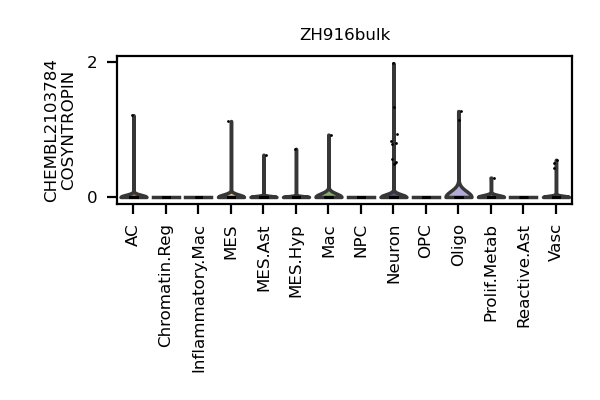 ZH916bulk
CHEMBL2103784
COSYNTROPIN
2
0
AC
Chromatin.Reg
Inflammatory.Mac
MES
MES.Ast
MES.Hyp
Mac
NPC
Neuron
OPC
Oligo
Prolif.Metab
Reactive.Ast
Vasc